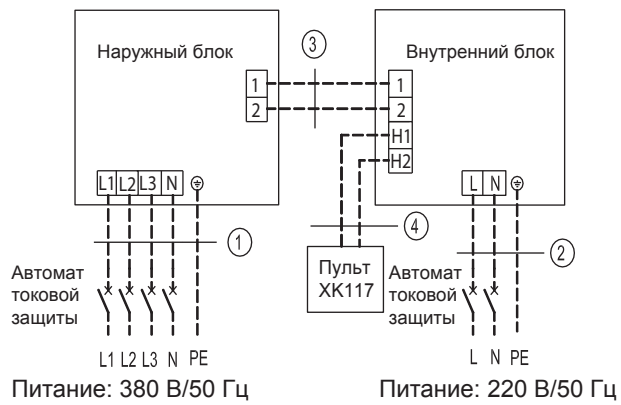 Наружный блок
3
Внутренний блок
1
2
1
2
H1
H2
L1 L2 L3 N
L N
1
4
2
Автомат
токовой
защиты
Пульт
XK117
Автомат
токовой
защиты
L1 L2 L3 N PE
L N PE
Питание: 380 В/50 Гц
Питание: 220 В/50 Гц